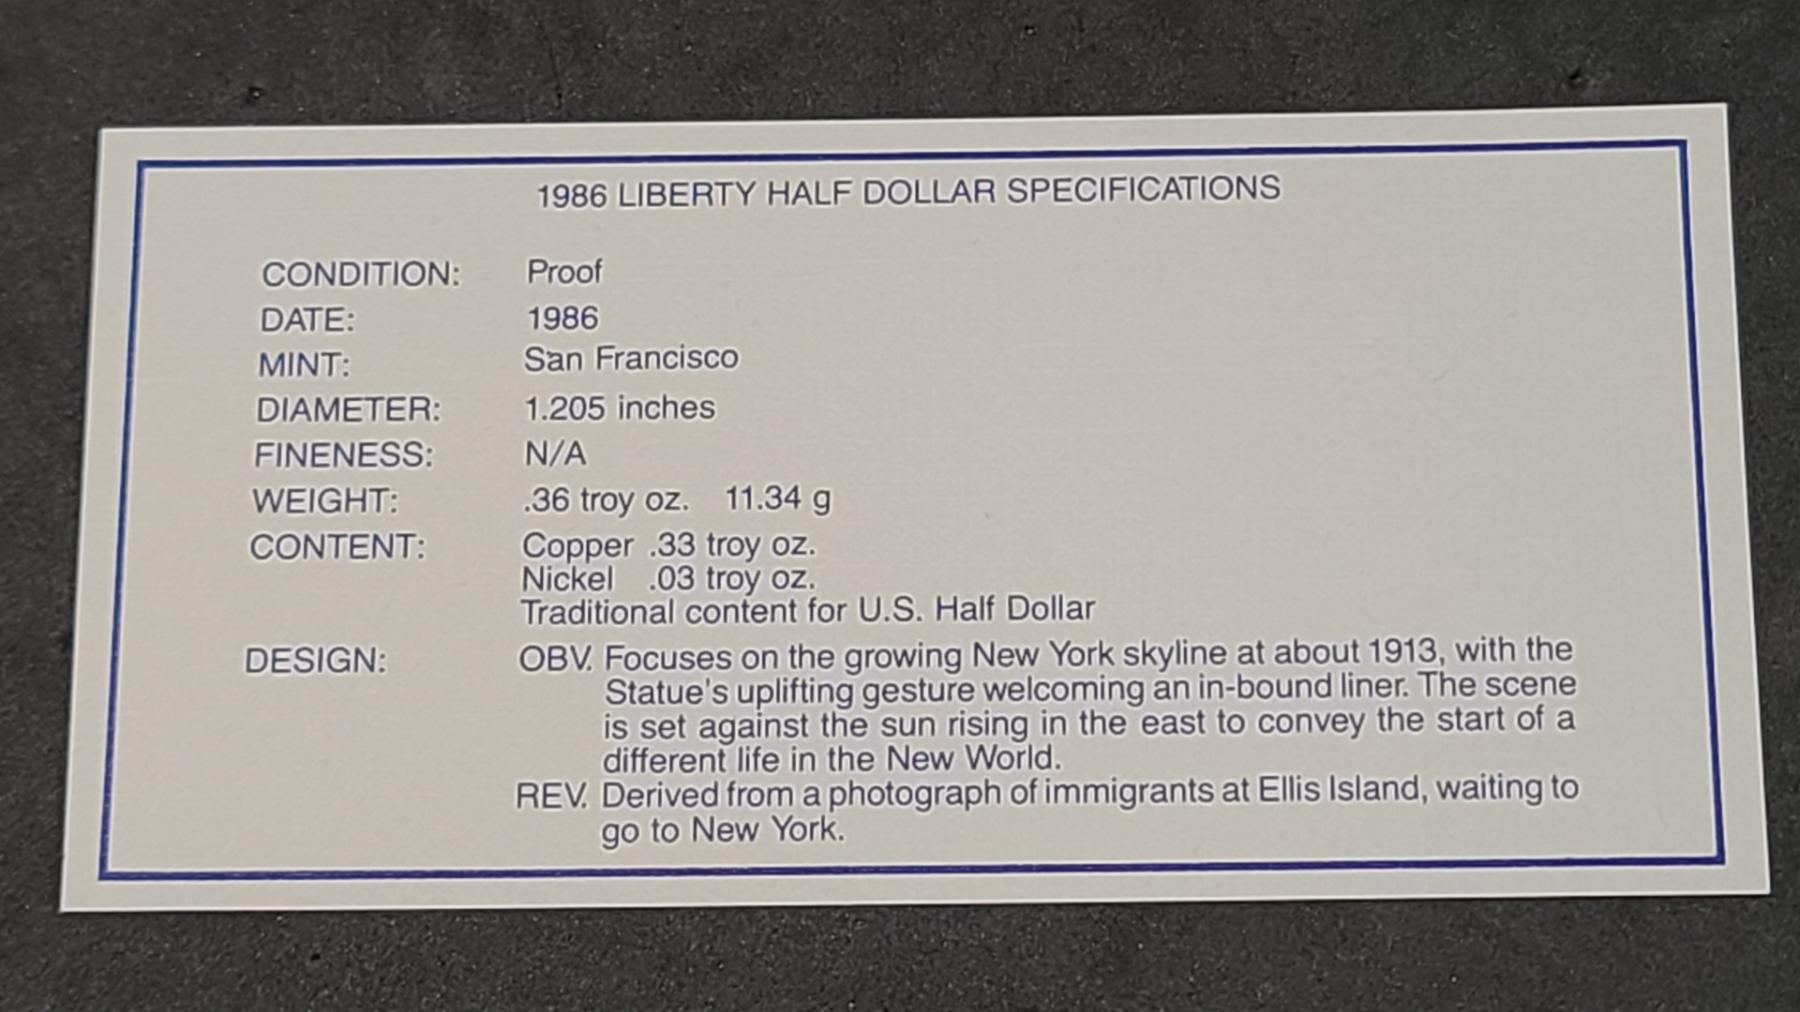 1986 LIBERTY HALF DOLLAR SPECIFICATIONS
CONDITION: Proof
DATE: 1986
MINT: San Francisco
DIAMETER: 1.205 inches
FINENESS: N/A
WEIGHT: .36 troy oz. 11.34 g
CONTENT: Copper .33 troy oz.
Nickel .03 troy oz.
Traditional content for U.S. Half Dollar
DESIGN: OBV. Focuses on the growing New York skyline at about 1913, with the
Statue's uplifting gesture welcoming an in-bound liner. The scene
is set against the sun rising in the east to convey the start of a
different life in the New World.
REV. Derived from a photograph of immigrants at Ellis Island, waiting to
go to New York.